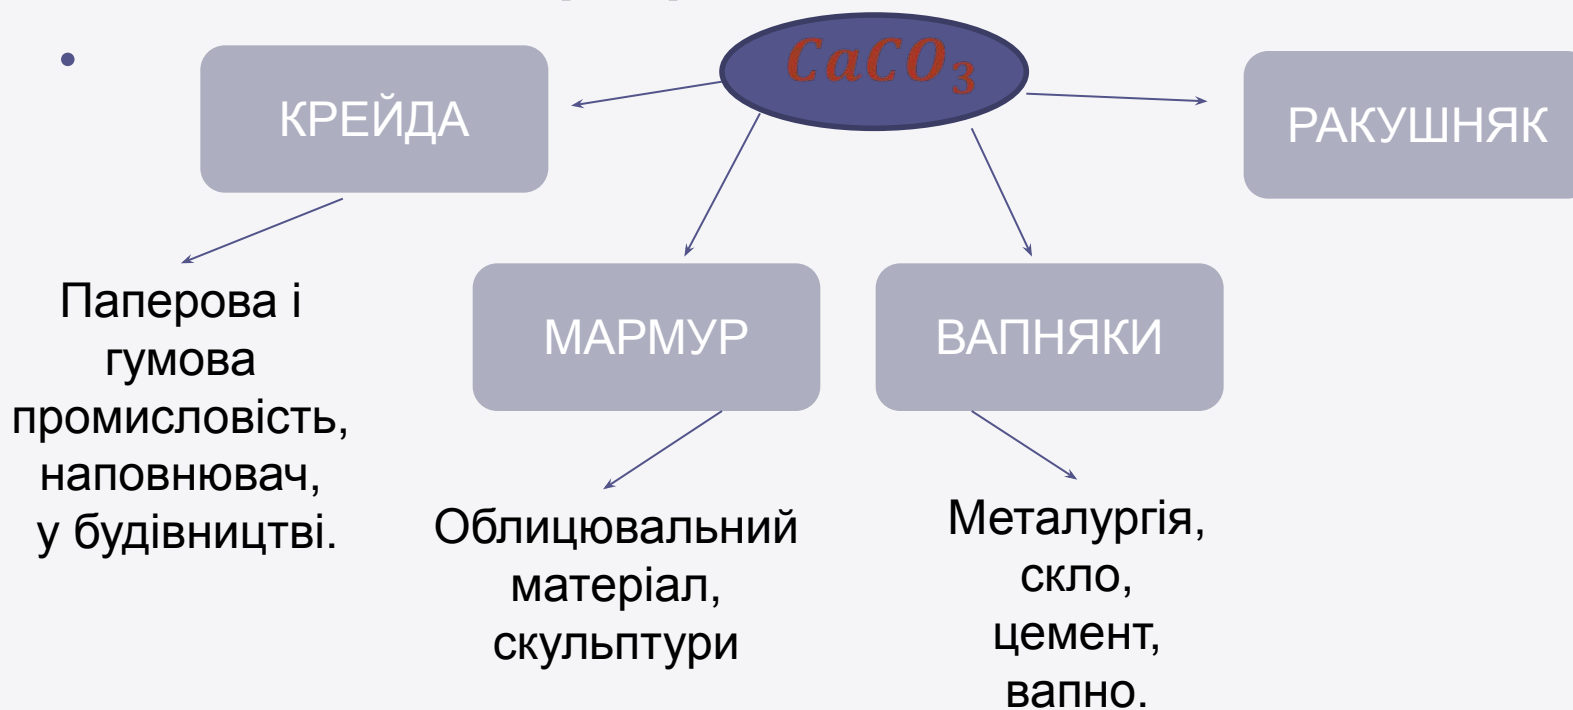 CaCO₃
КРЕЙДА
РАКУШНЯК
МАРМУР
ВАПНЯКИ
Паперова і
гумова
промисловість,
наповнювач,
у будівництві.
Облицювальний
матеріал,
скульптури
Металургія,
скло,
цемент,
вапно.